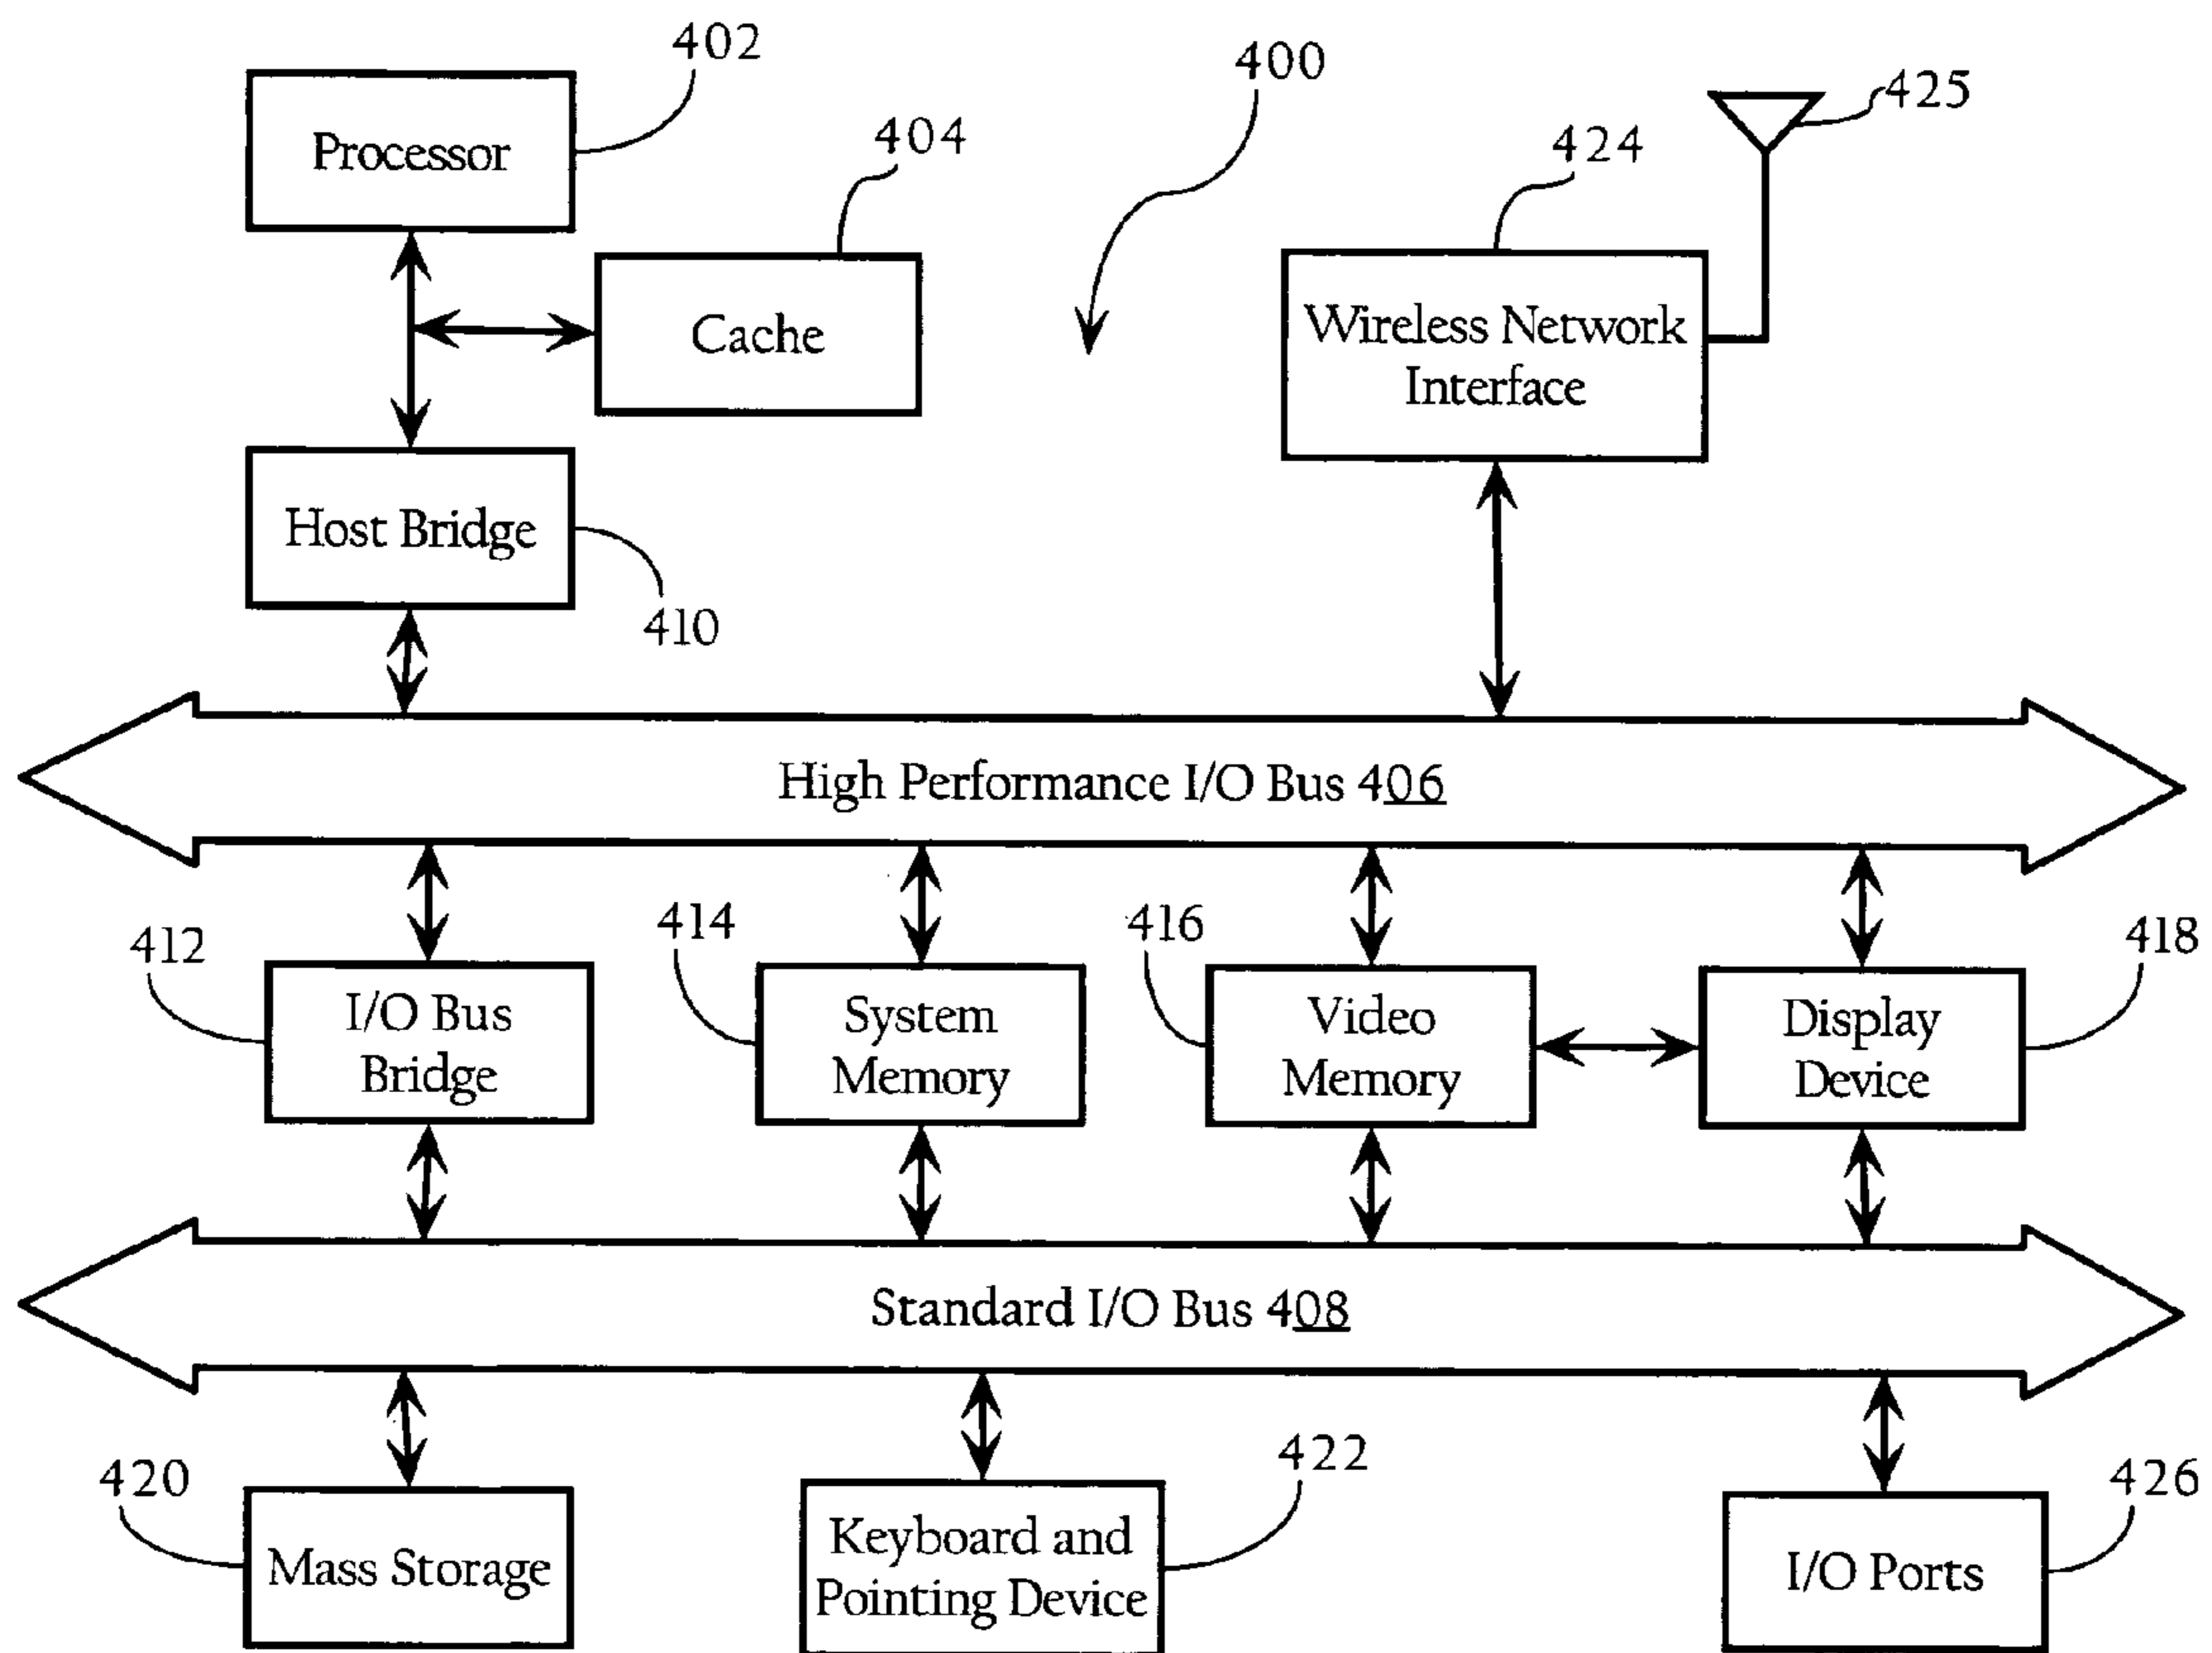 402
400
425
404
424
Processor
Cache
Wireless Network
Interface
Host Bridge
410
High Performance I/O Bus 406
412
414
416
418
I/O Bus
Bridge
System
Memory
Video
Memory
Display
Device
Standard I/O Bus 408
420
422
426
Mass Storage
Keyboard and
Pointing Device
I/O Ports